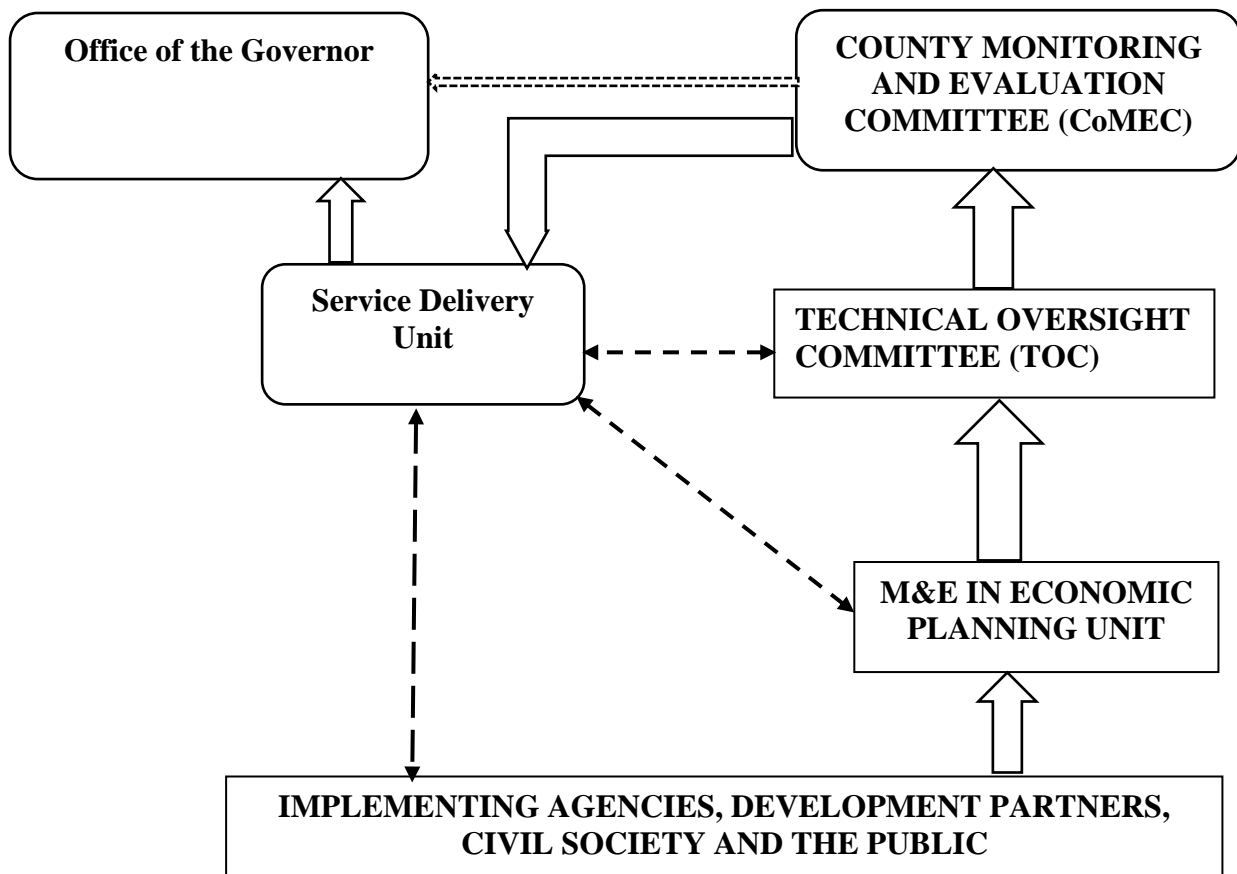 Office of the Governor
COUNTY MONITORING
AND EVALUATION
COMMITTEE (CoMEC)
Service Delivery
Unit
TECHNICAL OVERSIGHT
COMMITTEE (TOC)
M&E IN ECONOMIC
PLANNING UNIT
IMPLEMENTING AGENCIES, DEVELOPMENT PARTNERS,
CIVIL SOCIETY AND THE PUBLIC